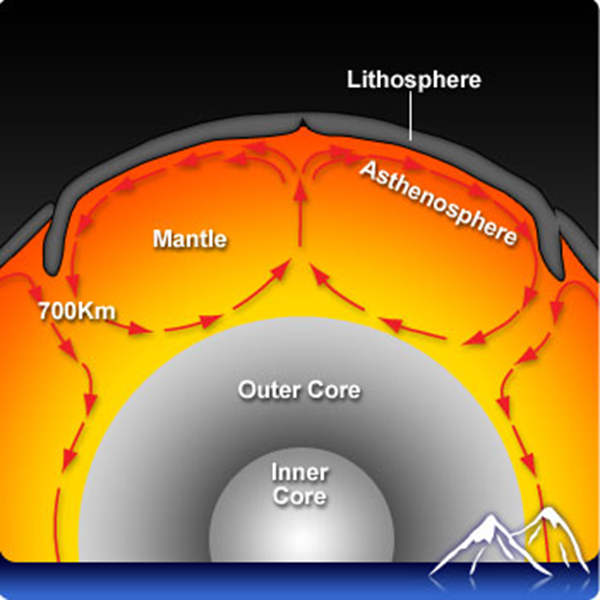 Lithosphere
Asthenosphere
Mantle
700Km
Outer Core
Inner
Core